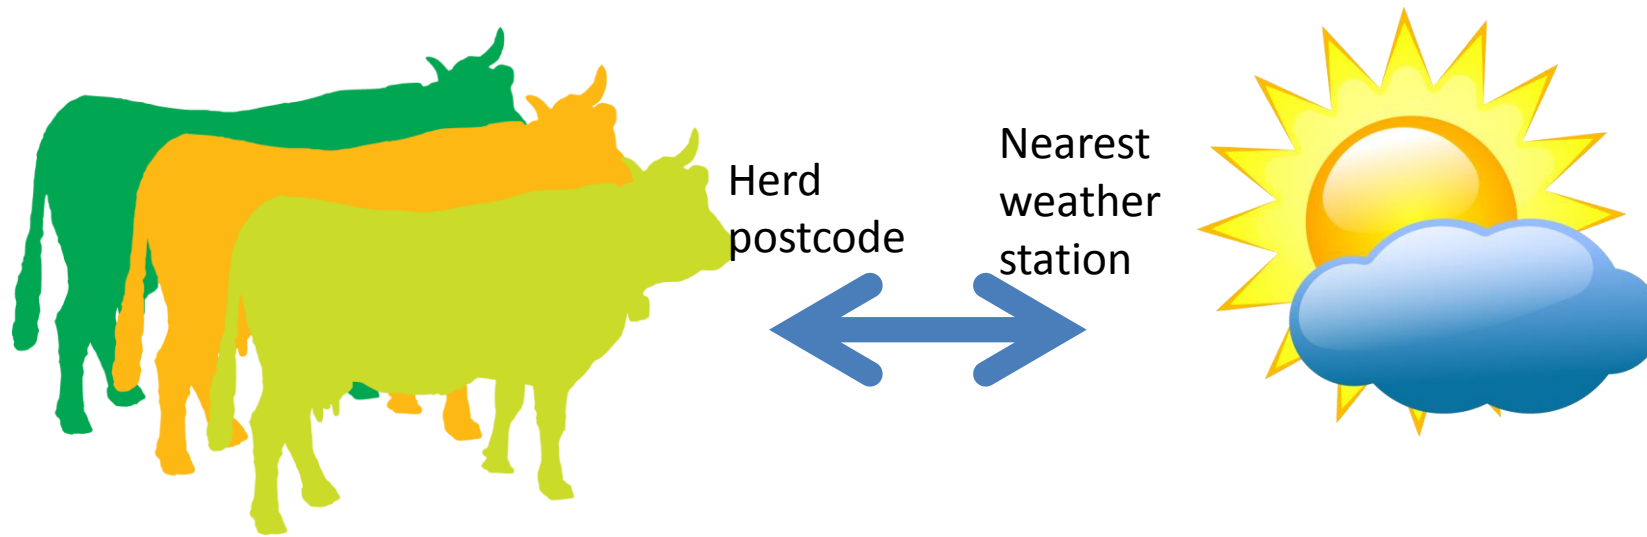 Herd
postcode
Nearest
weather
station